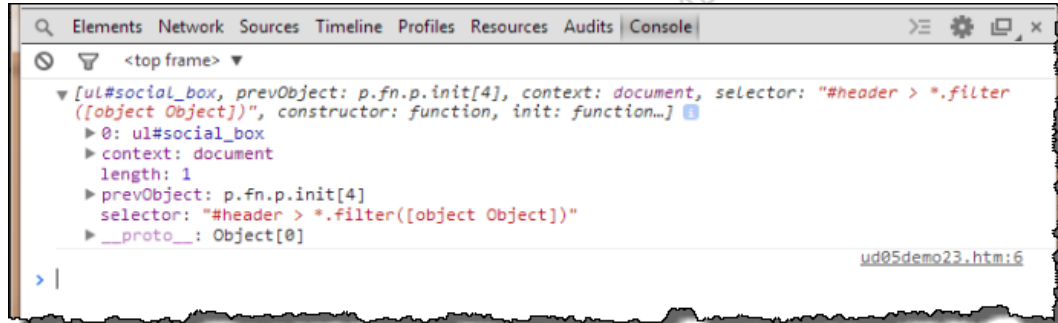 Elements Network Sources Timeline Profiles Resources Audits Console
<top frame> ▼
▼ [ul#social_box, prevObject: p.fn.p.init[4], context: document, selector: "#header > *.filter
([object Object])", constructor: function, init: function…]
▶ 0: ul#social_box
▶ context: document
length: 1
▶ prevObject: p.fn.p.init[4]
selector: "#header > *.filter([object Object])"
▶ __proto__: Object[0]
ud05demo23.htm:6
>